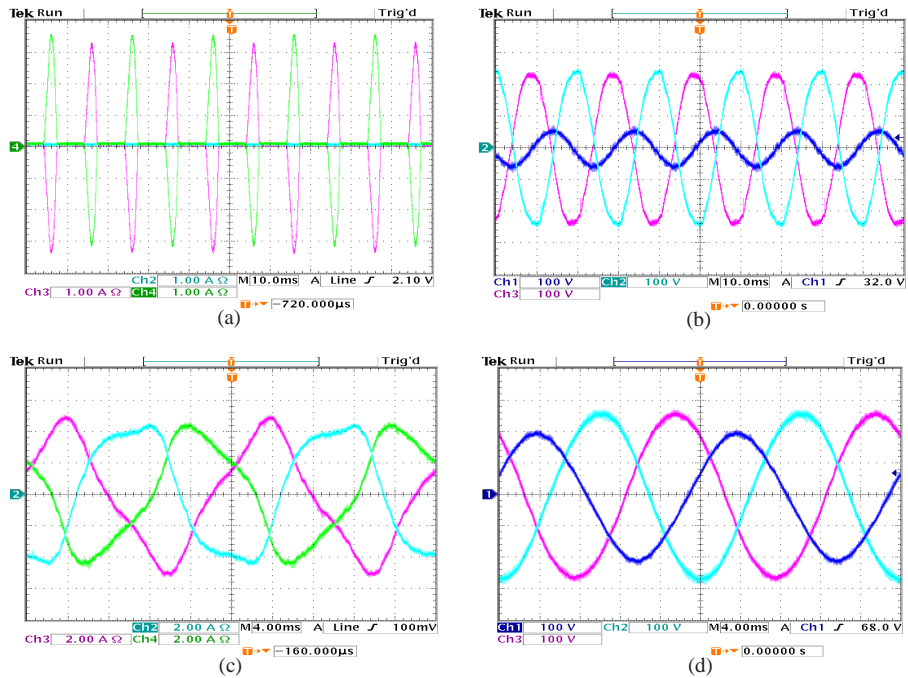 Tek Run Trig'd
T
T
4
Ch2 1.00 A Ω M 10.0ms A Line ʃ 2.10 V
Ch3 1.00 A Ω Ch4 1.00 A Ω
T→▼ −720.000µs
(a)
Tek Run Trig'd
T
T
2
Ch1 100 V Ch2 100 V M 10.0ms A Ch1 ʃ 32.0 V
Ch3 100 V
T→▼ 0.00000 s
(b)
Tek Run Trig'd
T
T
2
Ch2 2.00 A Ω M 4.00ms A Line ʃ 100mV
Ch3 2.00 A Ω Ch4 2.00 A Ω
T→▼ −160.000µs
(c)
Tek Run Trig'd
T
T
1
Ch1 100 V Ch2 100 V M 4.00ms A Ch1 ʃ 68.0 V
Ch3 100 V
T→▼ 0.00000 s
(d)